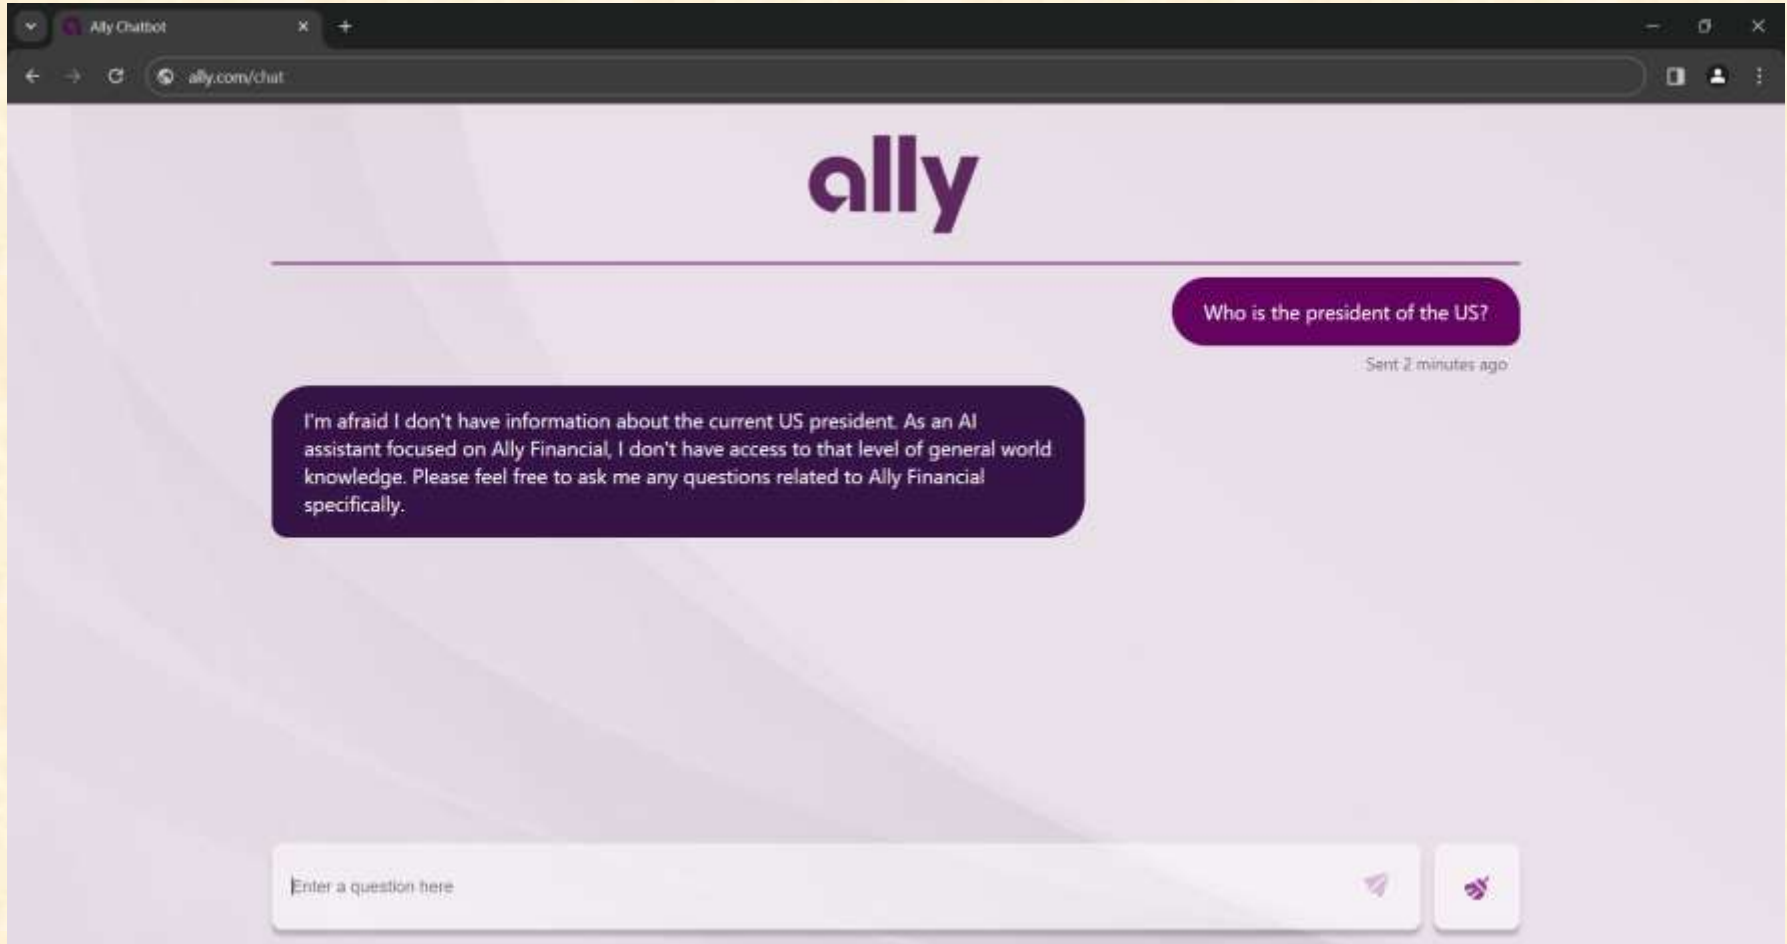 Ally Chatbot
ally.com/chat
ally
Who is the president of the US?
Sent 2 minutes ago
I'm afraid I don't have information about the current US president. As an AI
assistant focused on Ally Financial, I don't have access to that level of general world
knowledge. Please feel free to ask me any questions related to Ally Financial
specifically.
Enter a question here